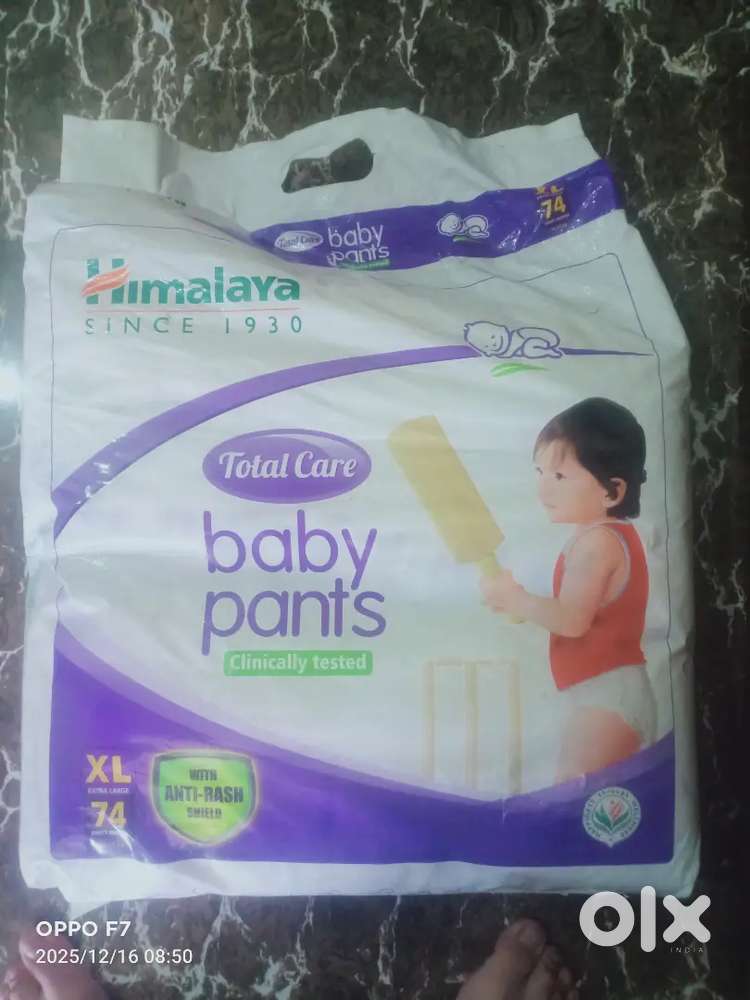 XL
74
Total Care
baby
pants
Himalaya
SINCE 1930
Total Care
baby
pants
Clinically tested
XL
EXTRA LARGE
74
WITH
ANTI-RASH
SHIELD
OPPO F7
2025/12/16 08:50
olx
INDIA